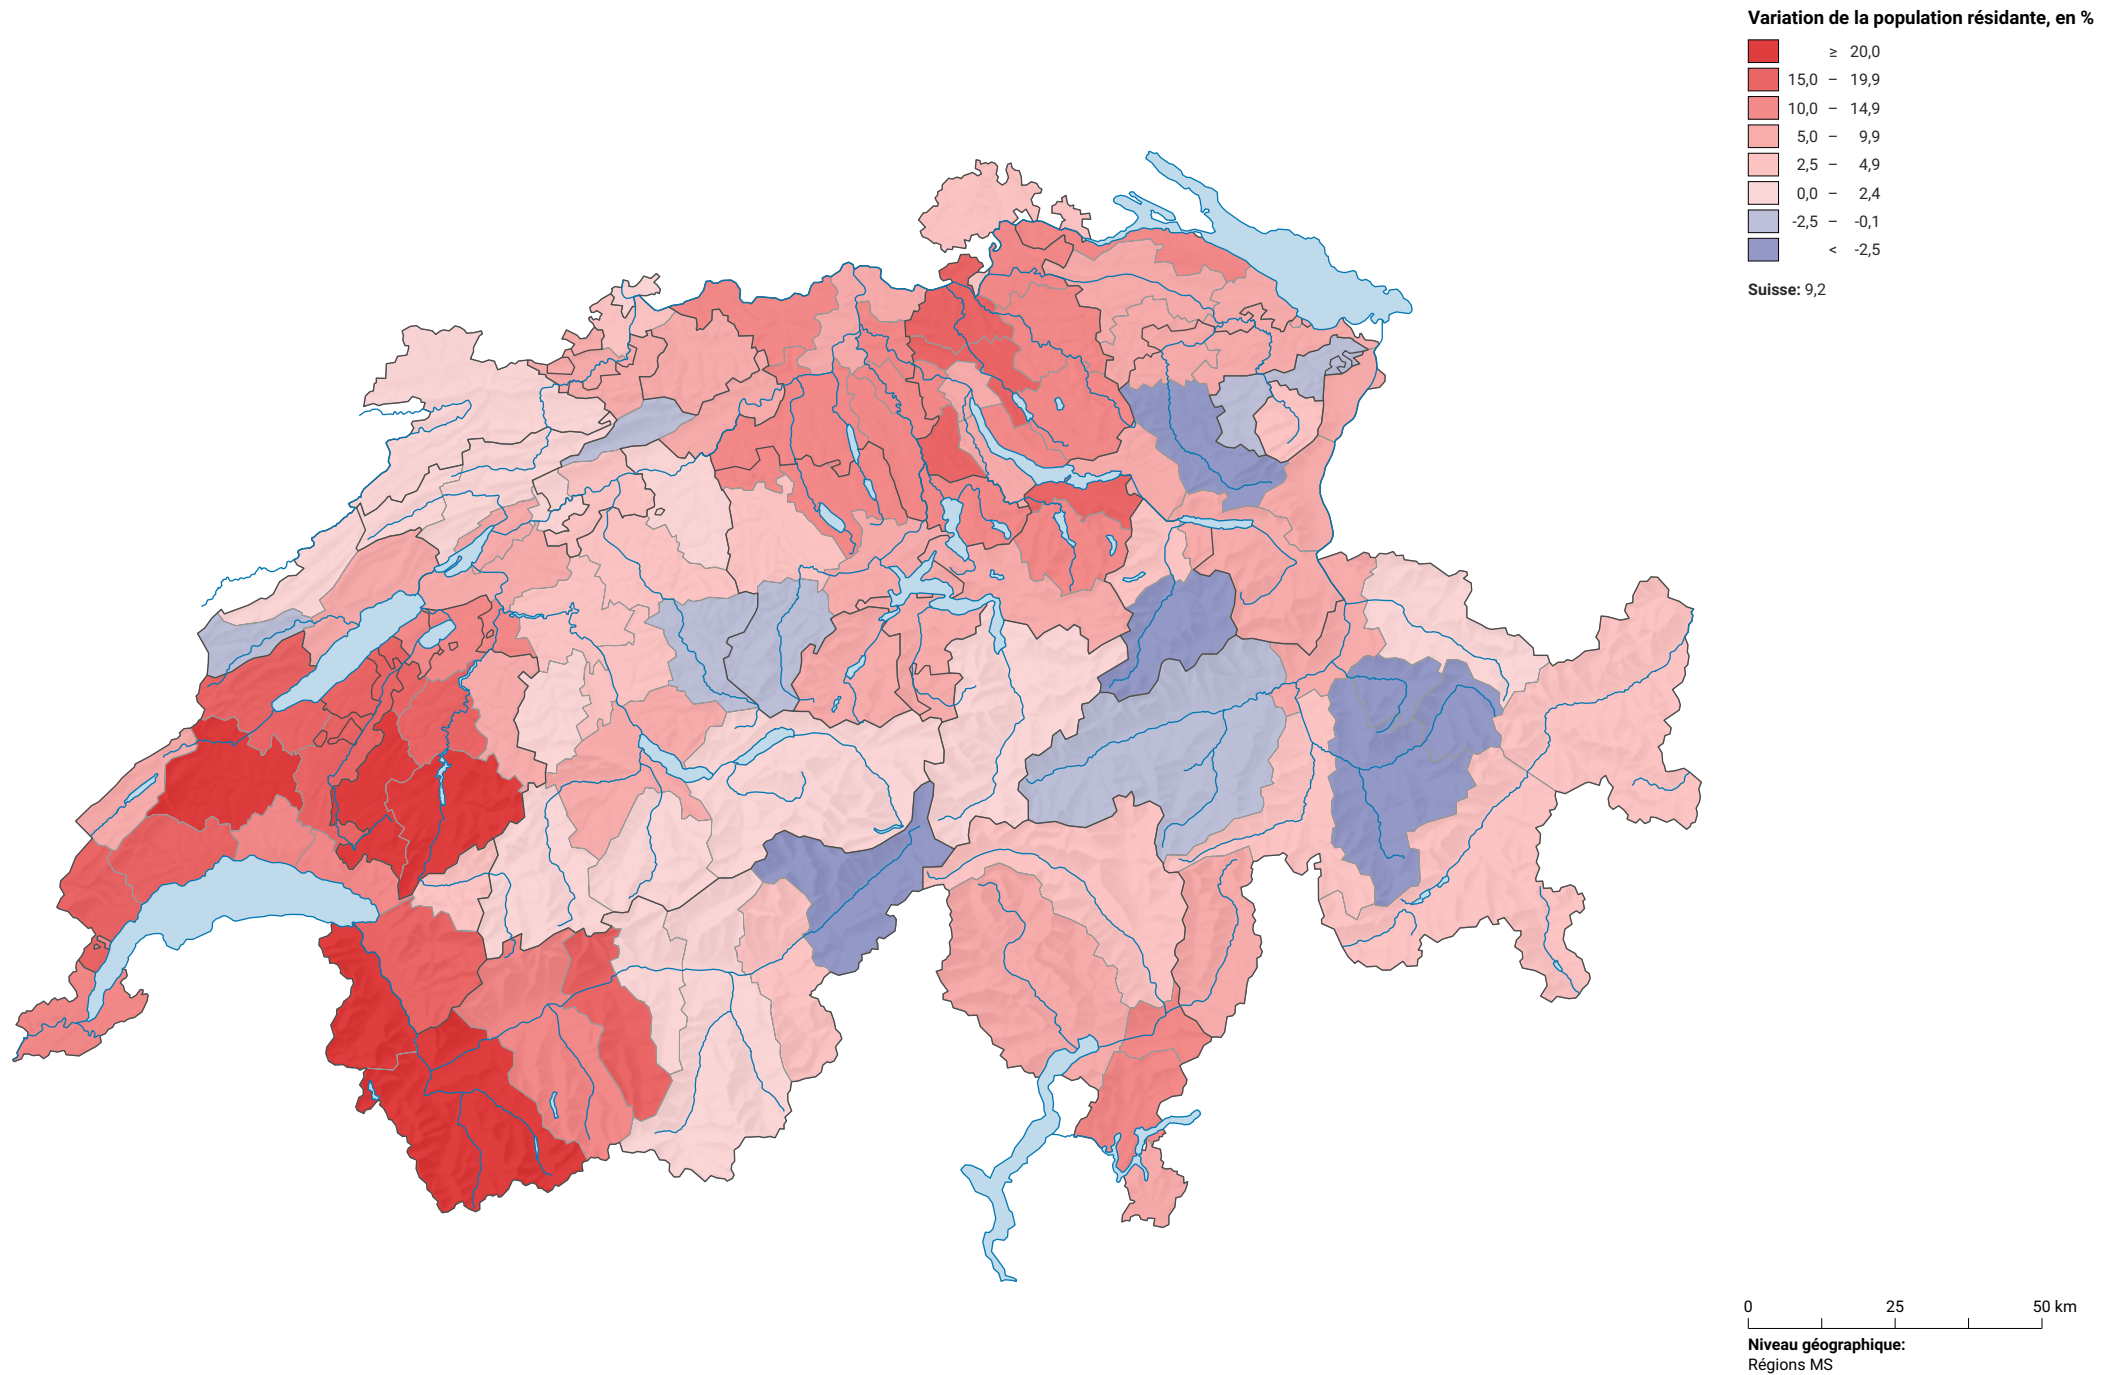 Variation de la population résidante, en %
≥ 20,0
15,0 – 19,9
10,0 – 14,9
5,0 – 9,9
2,5 – 4,9
0,0 – 2,4
-2,5 – -0,1
< -2,5
Suisse: 9,2
0 25 50 km
Niveau géographique:
Régions MS